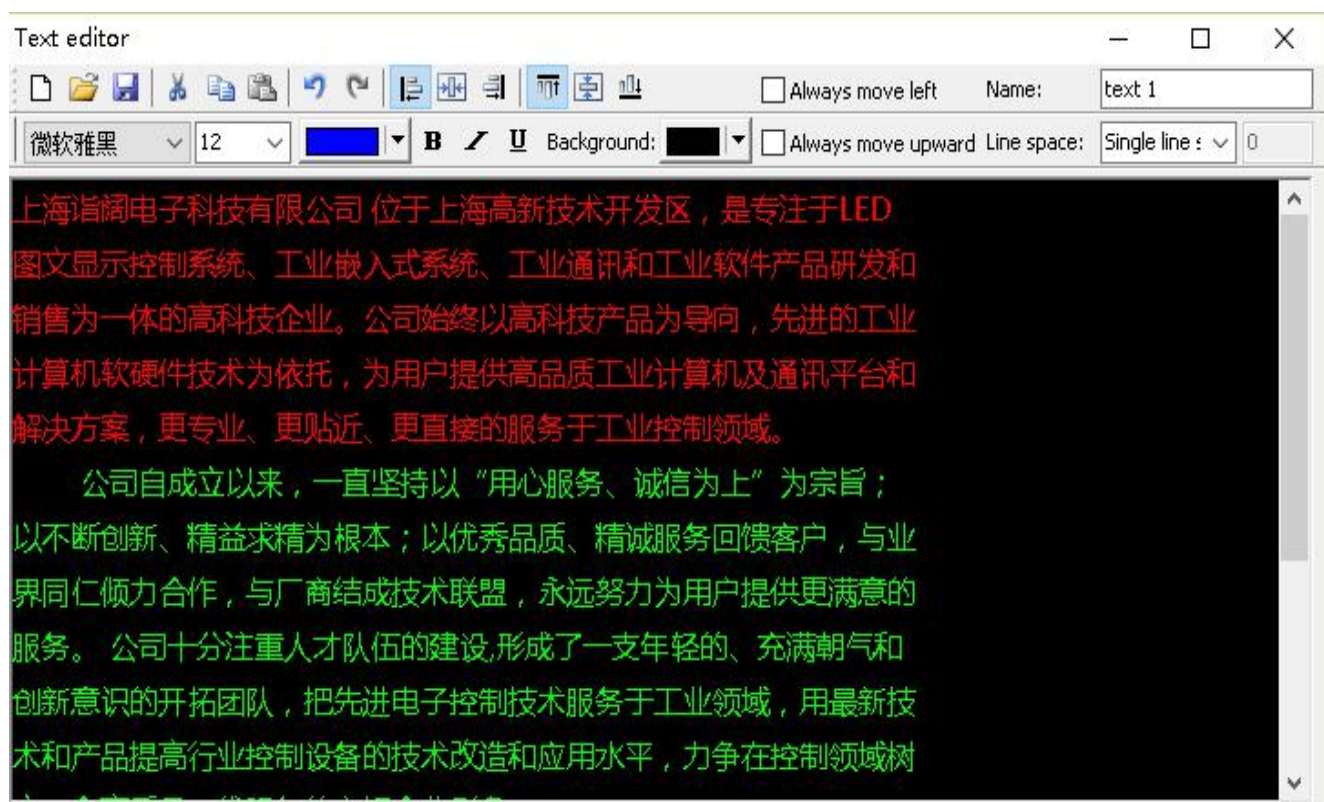 Text editor
Always move left Name: text 1
微软雅黑 12 B I U Background: Always move upward Line space: Single line s 0
上海诣阔电子科技有限公司 位于上海高新技术开发区，是专注于LED
图文显示控制系统、工业嵌入式系统、工业通讯和工业软件产品研发和
销售为一体的高科技企业。公司始终以高科技产品为导向，先进的工业
计算机软硬件技术为依托，为用户提供高品质工业计算机及通讯平台和
解决方案，更专业、更贴近、更直接的服务于工业控制领域。
公司自成立以来，一直坚持以“用心服务、诚信为上”为宗旨；
以不断创新、精益求精为根本；以优秀品质、精诚服务回馈客户，与业
界同仁倾力合作，与厂商结成技术联盟，永远努力为用户提供更满意的
服务。 公司十分注重人才队伍的建设,形成了一支年轻的、充满朝气和
创新意识的开拓团队，把先进电子控制技术服务于工业领域，用最新技
术和产品提高行业控制设备的技术改造和应用水平，力争在控制领域树